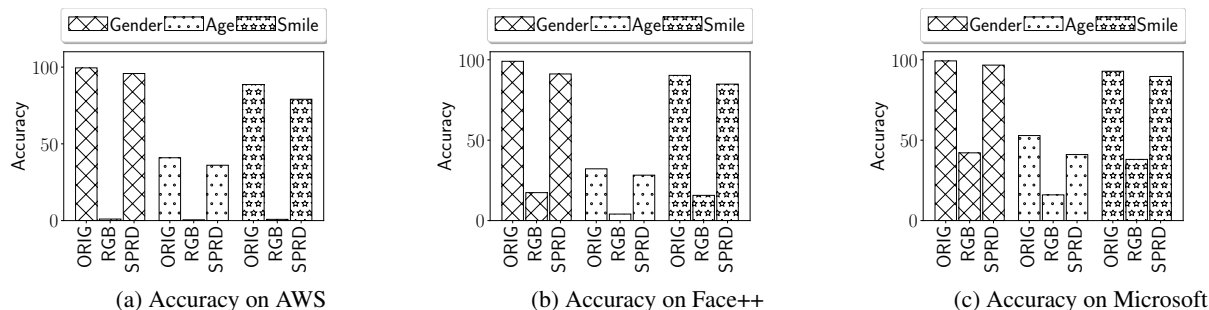 Gender Age Smile
100
50
0
Accuracy
ORIG RGB SPRD ORIG RGB SPRD ORIG RGB SPRD
(a) Accuracy on AWS
Gender Age Smile
100
50
0
Accuracy
ORIG RGB SPRD ORIG RGB SPRD ORIG RGB SPRD
(b) Accuracy on Face++
Gender Age Smile
100
50
0
Accuracy
ORIG RGB SPRD ORIG RGB SPRD ORIG RGB SPRD
(c) Accuracy on Microsoft